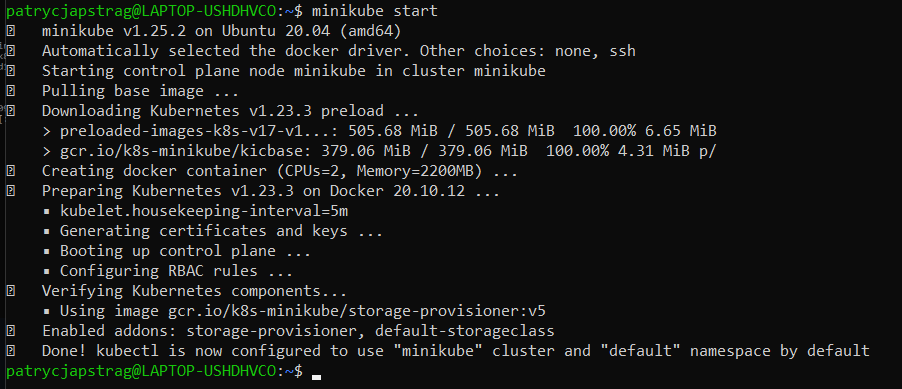 patrycjapstrag@LAPTOP-USHDHVCO:~$ minikube start
minikube v1.25.2 on Ubuntu 20.04 (amd64)
Automatically selected the docker driver. Other choices: none, ssh
Starting control plane node minikube in cluster minikube
Pulling base image ...
Downloading Kubernetes v1.23.3 preload ...
> preloaded-images-k8s-v17-v1...: 505.68 MiB / 505.68 MiB  100.00% 6.65 MiB
> gcr.io/k8s-minikube/kicbase: 379.06 MiB / 379.06 MiB  100.00% 4.31 MiB p/
Creating docker container (CPUs=2, Memory=2200MB) ...
Preparing Kubernetes v1.23.3 on Docker 20.10.12 ...
▪ kubelet.housekeeping-interval=5m
▪ Generating certificates and keys ...
▪ Booting up control plane ...
▪ Configuring RBAC rules ...
Verifying Kubernetes components...
▪ Using image gcr.io/k8s-minikube/storage-provisioner:v5
Enabled addons: storage-provisioner, default-storageclass
Done! kubectl is now configured to use "minikube" cluster and "default" namespace by default
patrycjapstrag@LAPTOP-USHDHVCO:~$